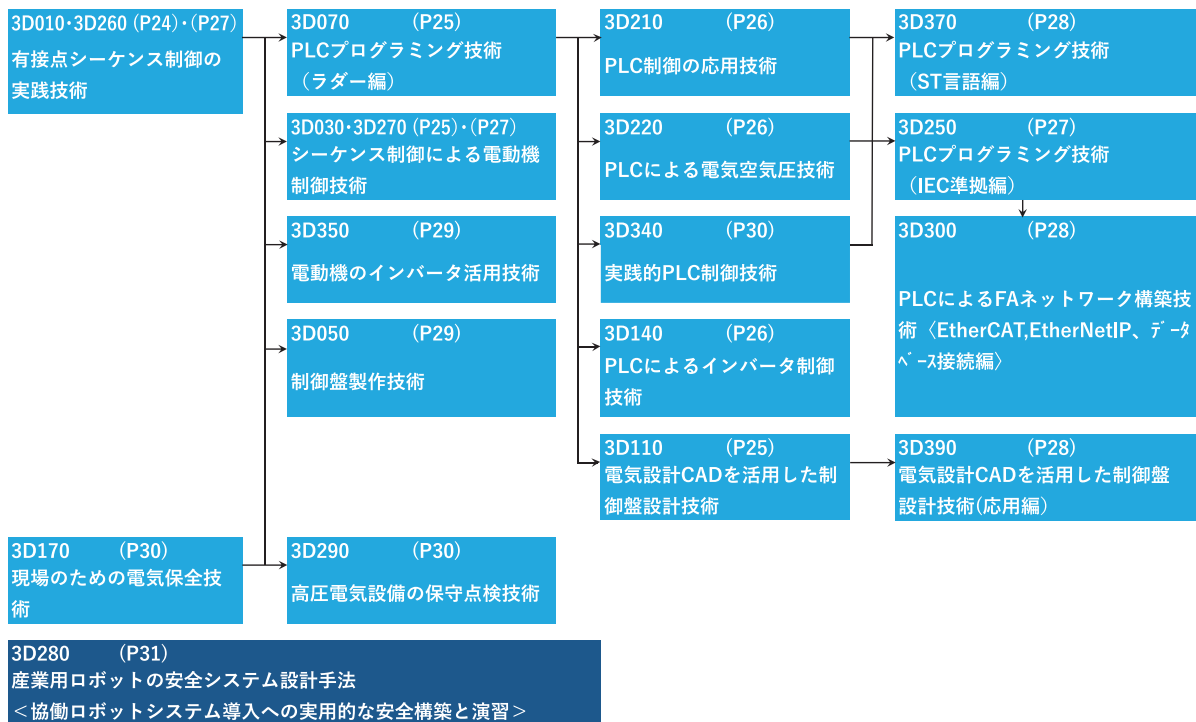 3D010・3D260 (P24)・(P27)
有接点シーケンス制御の
実践技術
3D070 (P25)
PLCプログラミング技術
（ラダー編）
3D210 (P26)
PLC制御の応用技術
3D370 (P28)
PLCプログラミング技術
（ST言語編）
3D030・3D270 (P25)・(P27)
シーケンス制御による電動機
制御技術
3D220 (P26)
PLCによる電気空気圧技術
3D250 (P27)
PLCプログラミング技術
（IEC準拠編）
3D350 (P29)
電動機のインバータ活用技術
3D340 (P30)
実践的PLC制御技術
3D300 (P28)
PLCによるFAネットワーク構築技
術〈EtherCAT,EtherNetIP、ﾃﾞｰﾀ
ﾍﾞｰｽ接続編〉
3D050 (P29)
制御盤製作技術
3D140 (P26)
PLCによるインバータ制御
技術
3D110 (P25)
電気設計CADを活用した制
御盤設計技術
3D390 (P28)
電気設計CADを活用した制御盤
設計技術(応用編）
3D170 (P30)
現場のための電気保全技
術
3D290 (P30)
高圧電気設備の保守点検技術
3D280 (P31)
産業用ロボットの安全システム設計手法
＜協働ロボットシステム導入への実用的な安全構築と演習＞